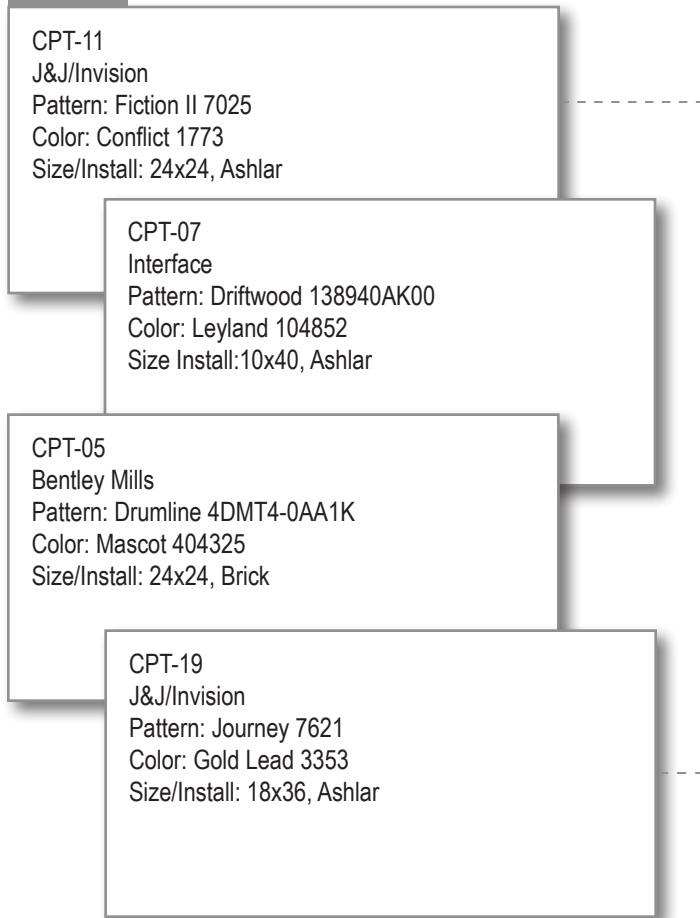 CPT-11
J&J/Invision
Pattern: Fiction II 7025
Color: Conflict 1773
Size/Install: 24x24, Ashlar
CPT-07
Interface
Pattern: Driftwood 138940AK00
Color: Leyland 104852
Size Install:10x40, Ashlar
CPT-05
Bentley Mills
Pattern: Drumline 4DMT4-0AA1K
Color: Mascot 404325
Size/Install: 24x24, Brick
CPT-19
J&J/Invision
Pattern: Journey 7621
Color: Gold Lead 3353
Size/Install: 18x36, Ashlar